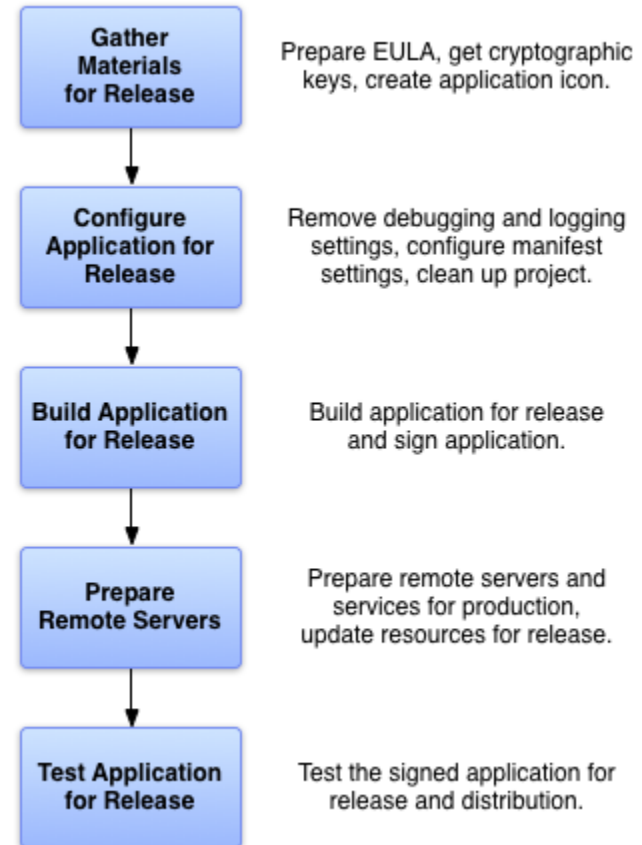 Gather
Materials
for Release
Prepare EULA, get cryptographic
keys, create application icon.
Configure
Application for
Release
Remove debugging and logging
settings, configure manifest
settings, clean up project.
Build Application
for Release
Build application for release
and sign application.
Prepare
Remote Servers
Prepare remote servers and
services for production,
update resources for release.
Test Application
for Release
Test the signed application for
release and distribution.